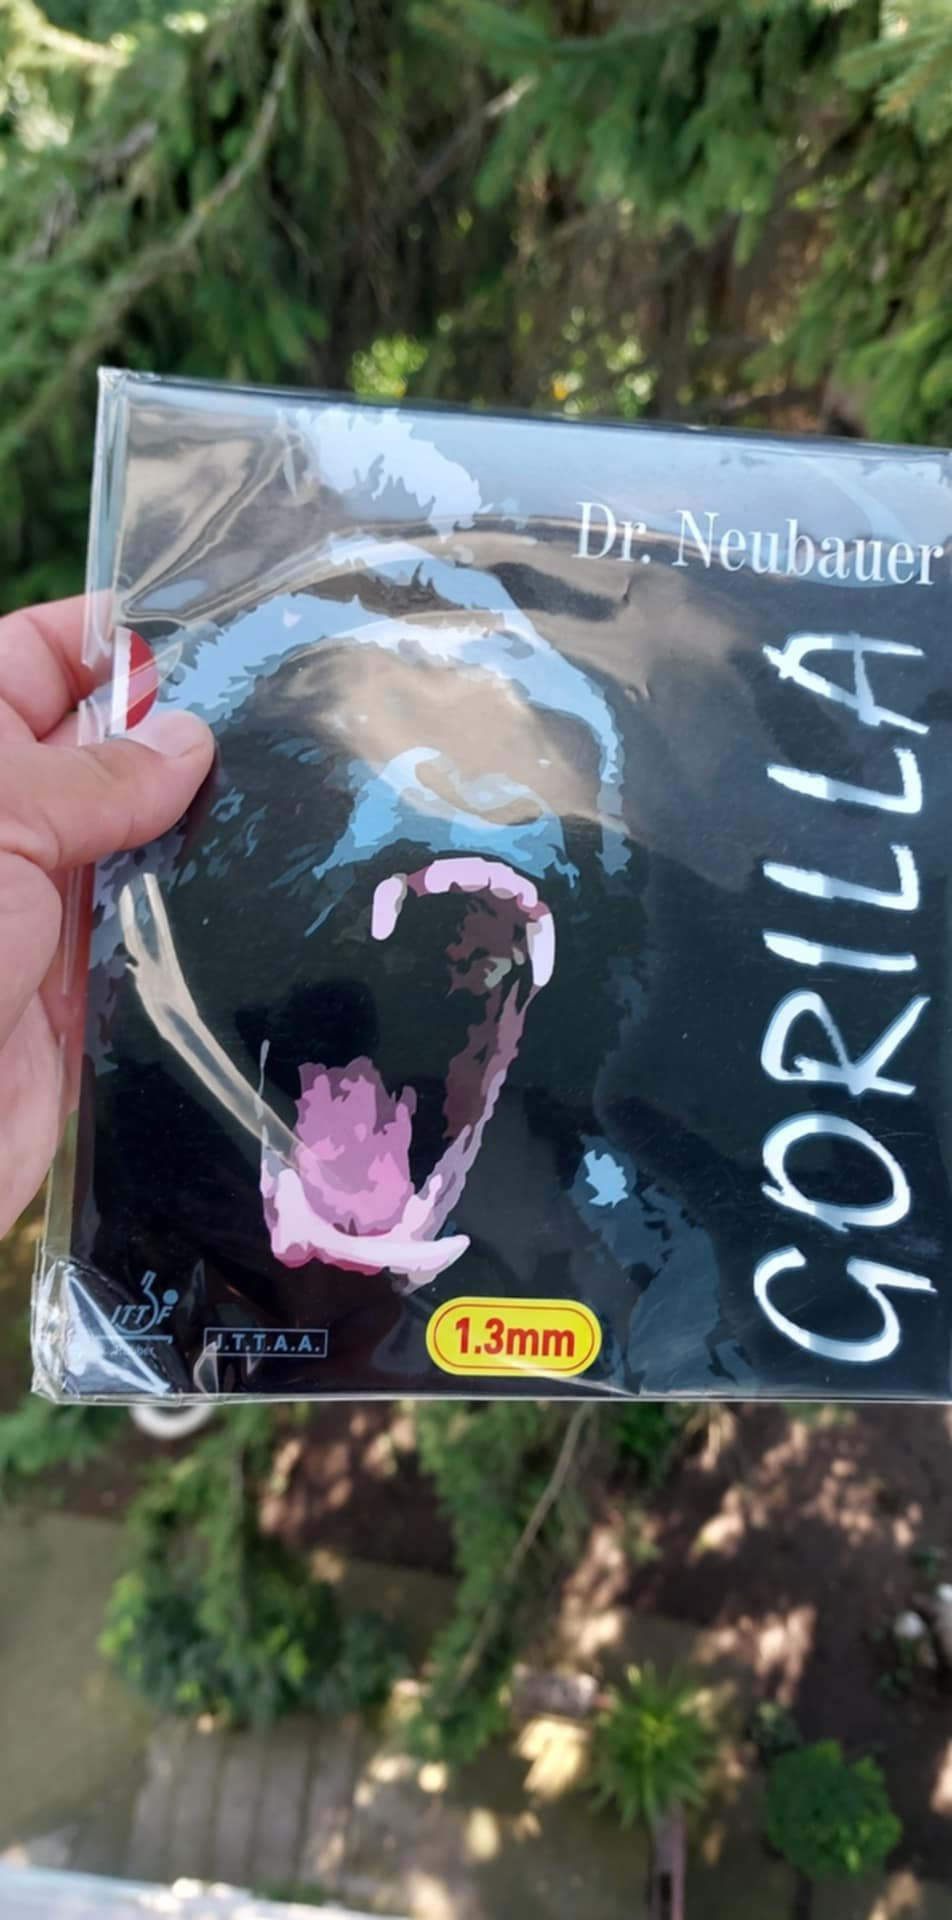 Dr. Neubauer
GORILLA
ITTF
J.T.T.A.A.
1.3mm